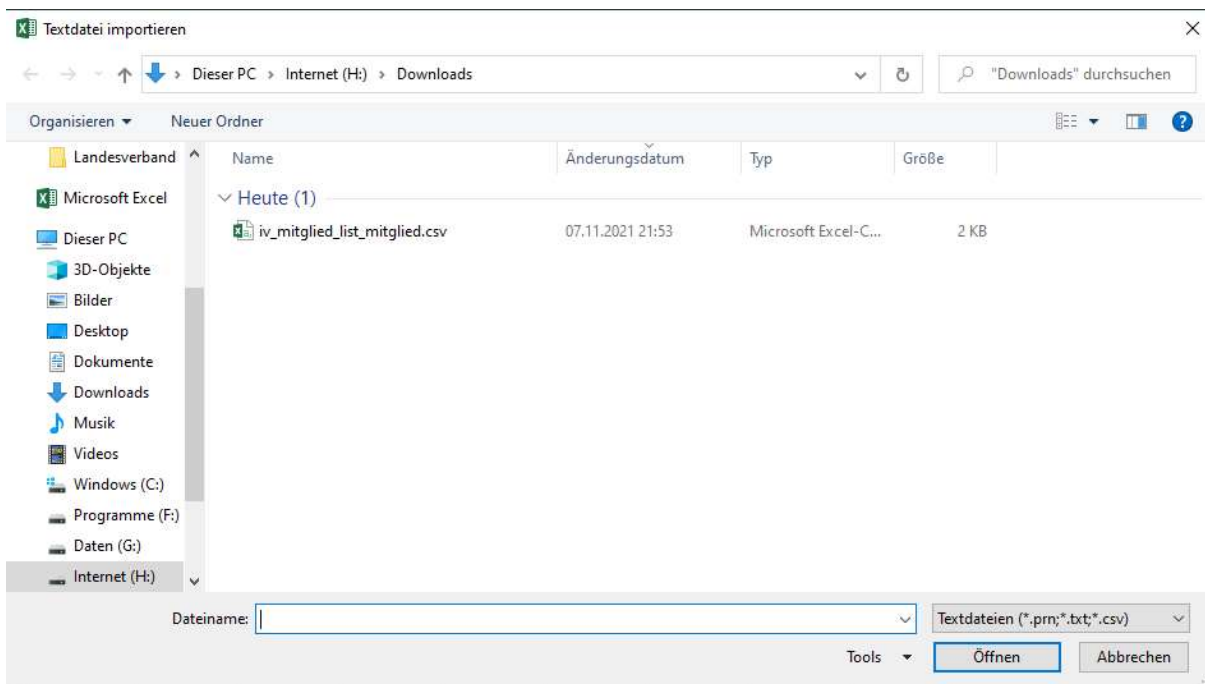 Textdatei importieren
Dieser PC > Internet (H:) > Downloads
"Downloads" durchsuchen
Organisieren
Neuer Ordner
Landesverband
Microsoft Excel
Dieser PC
3D-Objekte
Bilder
Desktop
Dokumente
Downloads
Musik
Videos
Windows (C:)
Programme (F:)
Daten (G:)
Internet (H:)
Name Änderungsdatum Typ Größe
Heute (1)
iv_mitglied_list_mitglied.csv 07.11.2021 21:53 Microsoft Excel-C... 2 KB
Dateiname:
Textdateien (*.prn;*.txt;*.csv)
Tools
Öffnen
Abbrechen